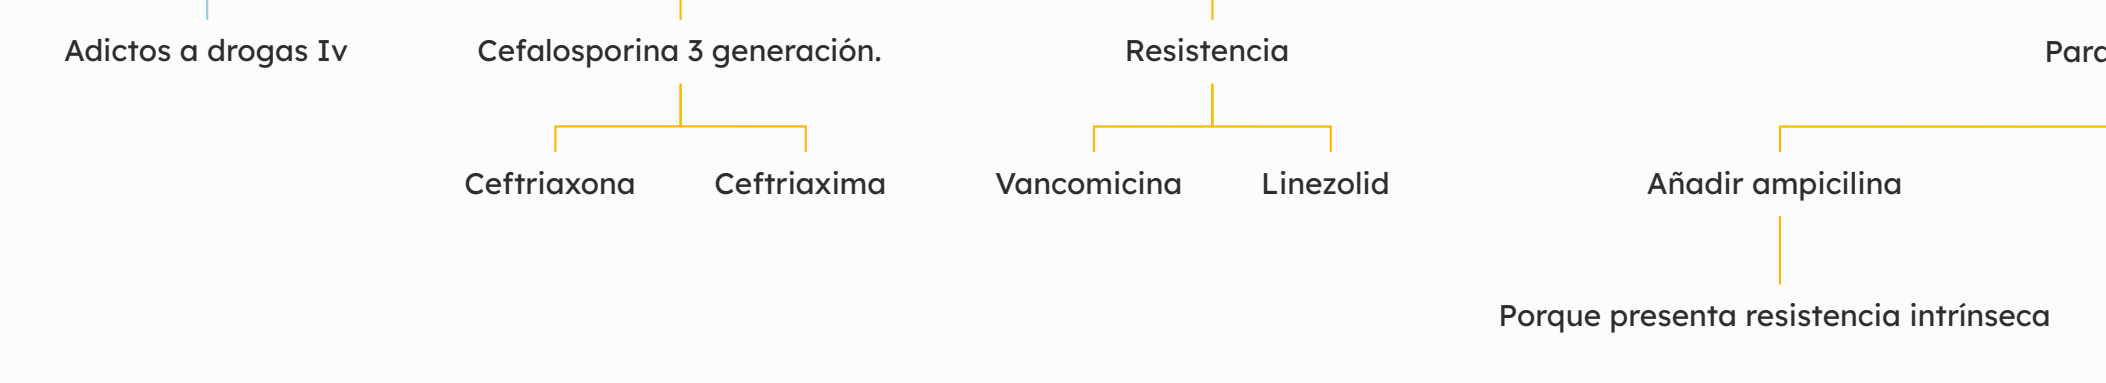 Adictos a drogas Iv
Cefalosporina 3 generación.
Resistencia
Ceftriaxona
Ceftriaxima
Vancomicina
Linezolid
Añadir ampicilina
Porque presenta resistencia intrínseca